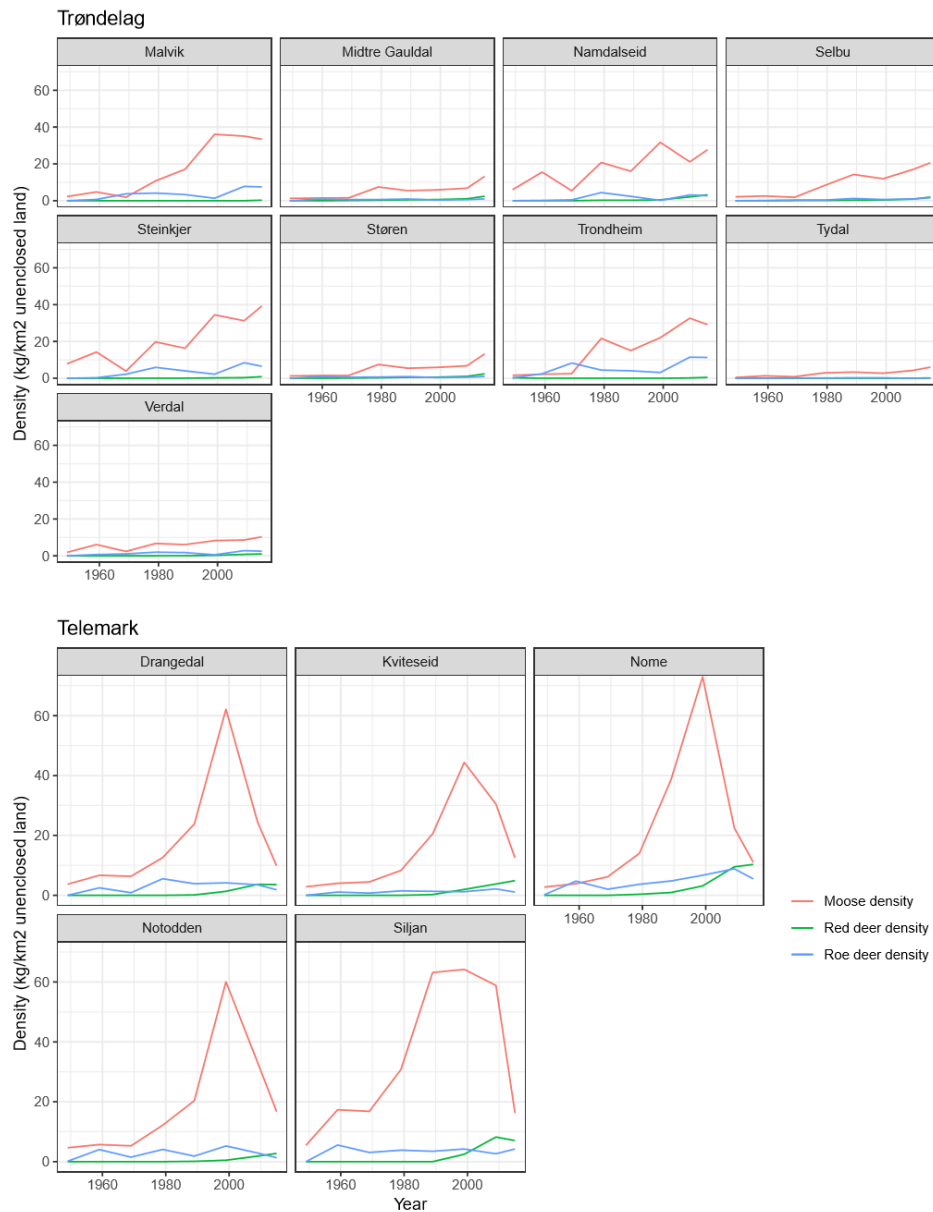 Trøndelag
Malvik Midtre Gauldal Namdalseid Selbu
60
40
20
0
Steinkjer Støren Trondheim Tydal
60
40
20
0
1960 1980 2000 1960 1980 2000 1960 1980 2000
Verdal
60
40
20
0
1960 1980 2000
Density (kg/km2 unenclosed land)
Telemark
Drangedal Kviteseid Nome
60
40
20
0
1960 1980 2000
Notodden Siljan
60
40
20
0
1960 1980 2000 1960 1980 2000
Density (kg/km2 unenclosed land)
Year
Moose density
Red deer density
Roe deer density